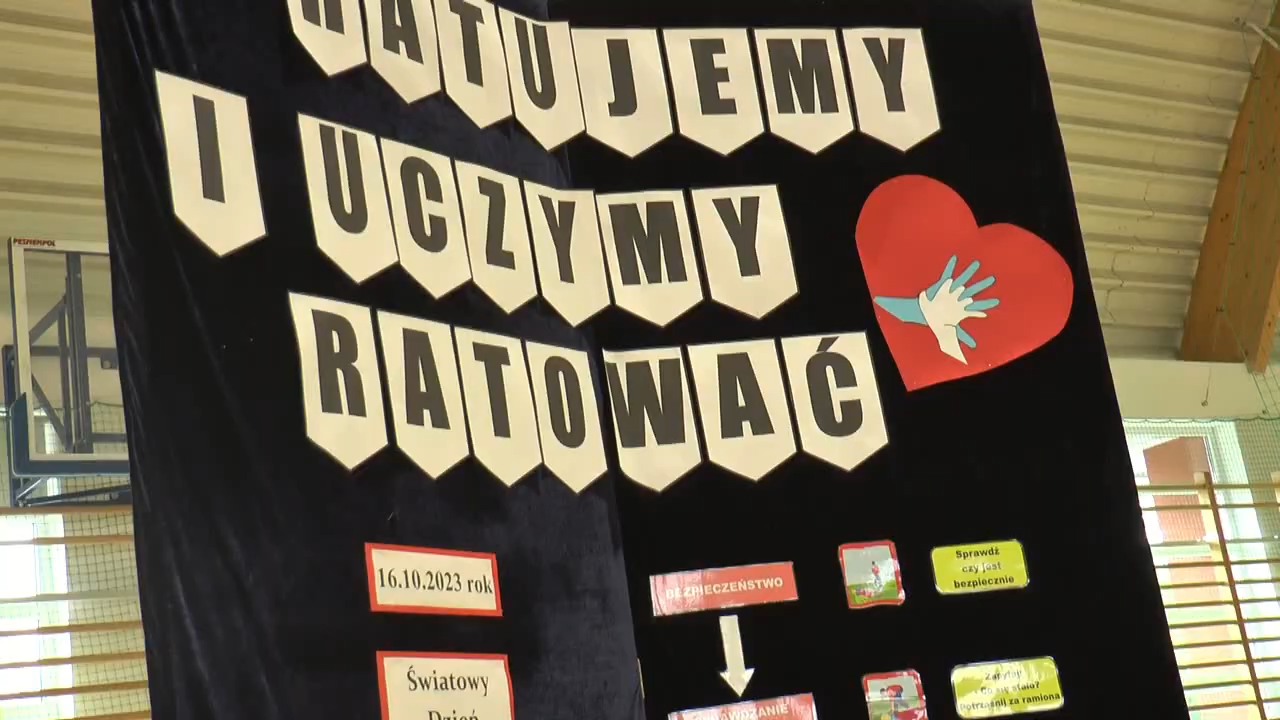 RATUJEMY
I UCZYMY
RATOWAĆ
PESMENPOL
16.10.2023 rok
Światowy
Dzień
BEZPIECZEŃSTWO
Sprawdź
czy jest
bezpiecznie
Zapytaj
- Co się stało?
Potrząśnij za ramiona